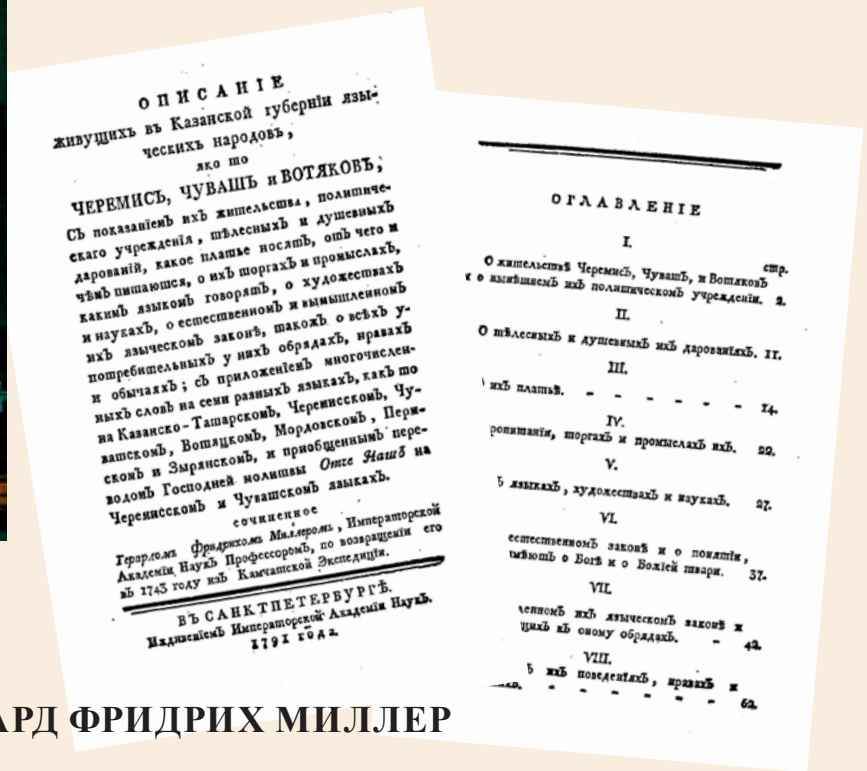 ОПИСАНІЕ
живущихъ въ Казанской губерніи язы-
ческихъ народовъ,
яко то
ЧЕРЕМИСЪ, ЧУВАШЪ и ВОТЯКОВЪ,
Съ показаніемъ ихъ жительства, политиче-
скаго учрежденія, тѣлесныхъ и душевныхъ
дарованій, какое платье носятъ, отъ чего и
чѣмъ питаются, о ихъ торгахъ и промыслахъ,
какимъ языкомъ говорятъ, о художествахъ
и наукахъ, о естественномъ и вымышленномъ
ихъ языческомъ законѣ, такожъ о всѣхъ у-
потребительныхъ у нихъ обрядахъ, нравахъ
и обычаяхъ; съ приложеніемъ многочислен-
ныхъ словъ на семи разныхъ языкахъ, какъ то
на Казанско-Татарскомъ, Черемисскомъ, Чу-
вашскомъ, Вотяцкомъ, Мордовскомъ, Перм-
скомъ и Зырянскомъ, и приобщеннымъ пере-
водомъ Господней молитвы Отче Нашъ на
Черемисскомъ и Чувашскомъ языкахъ.
сочиненное
Герардомъ Фридрихомъ Миллеромъ, Императорской
Академіи Наукъ Профессоромъ, по возвращеніи его
въ 1743 году изъ Камчатской Экспедиціи.
ВЪ САНКТПЕТЕРБУРГѢ.
Иждивеніемъ Императорской Академіи Наукъ.
1791 года.
ОГЛАВЛЕНІЕ
I. стр.
О жительствѣ Черемисъ, Чувашъ, и Вотяковъ
и о нынѣшнемъ ихъ политическомъ учрежденіи. 2.
II.
О тѣлесныхъ и душевныхъ ихъ дарованіяхъ. 11.
III.
ихъ платьѣ. - - - - - - 14.
IV.
ропитаніи, торгахъ и промыслахъ ихъ. 22.
V.
языкахъ, художествахъ и наукахъ. 27.
VI.
естественномъ законѣ и о понятіи,
имѣютъ о Богѣ и о Божіей твари. 37.
VII.
ленномъ ихъ языческомъ законѣ и
щихъ къ оному обрядахъ. - 42.
VIII.
ихъ поведеніяхъ, нравахъ и
- - - - - - 62.
АРД ФРИДРИХ МИЛЛЕР